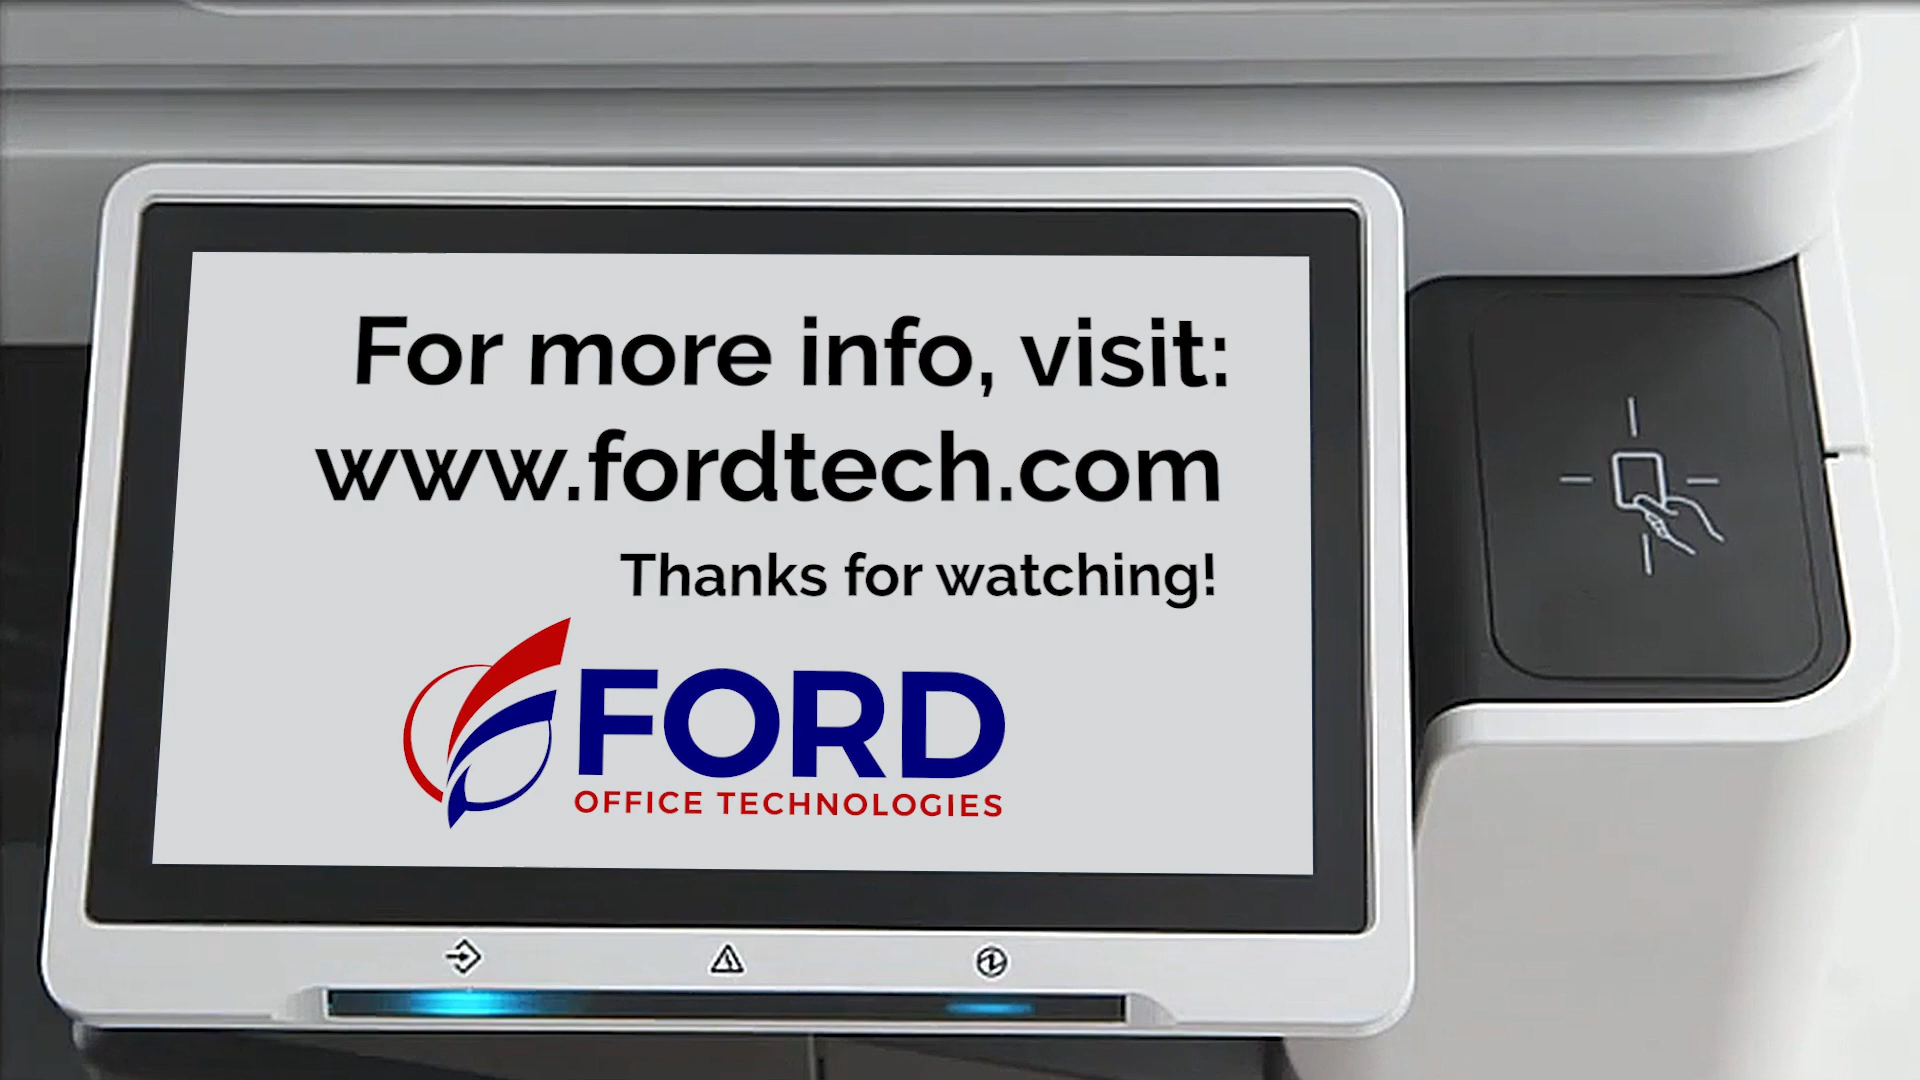 For more info, visit:
www.fordtech.com
Thanks for watching!
FORD
OFFICE TECHNOLOGIES